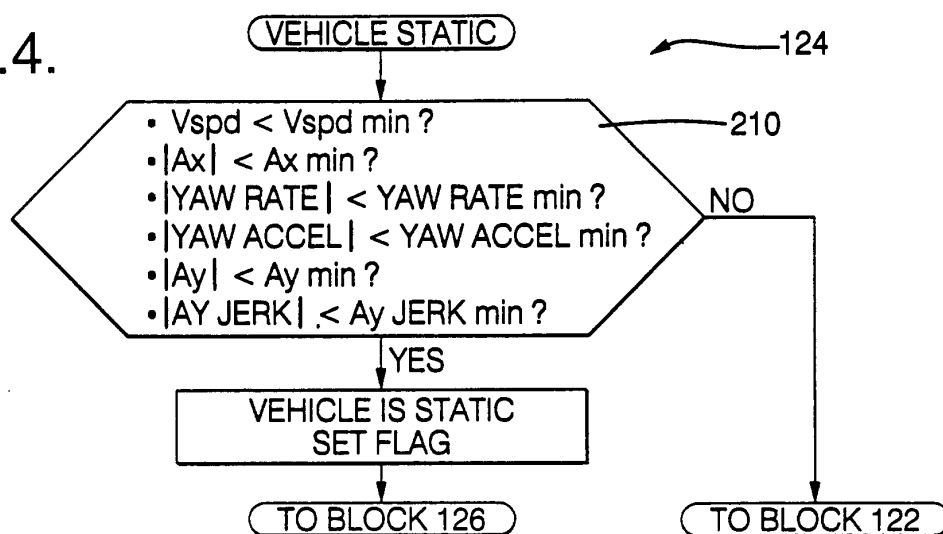 .4.
VEHICLE STATIC
124
• Vspd < Vspd min ?
• |Ax| < Ax min ?
• |YAW RATE| < YAW RATE min ?
• |YAW ACCEL| < YAW ACCEL min ?
• |Ay| < Ay min ?
• |AY JERK| < Ay JERK min ?
210
NO
YES
VEHICLE IS STATIC
SET FLAG
TO BLOCK 126
TO BLOCK 122